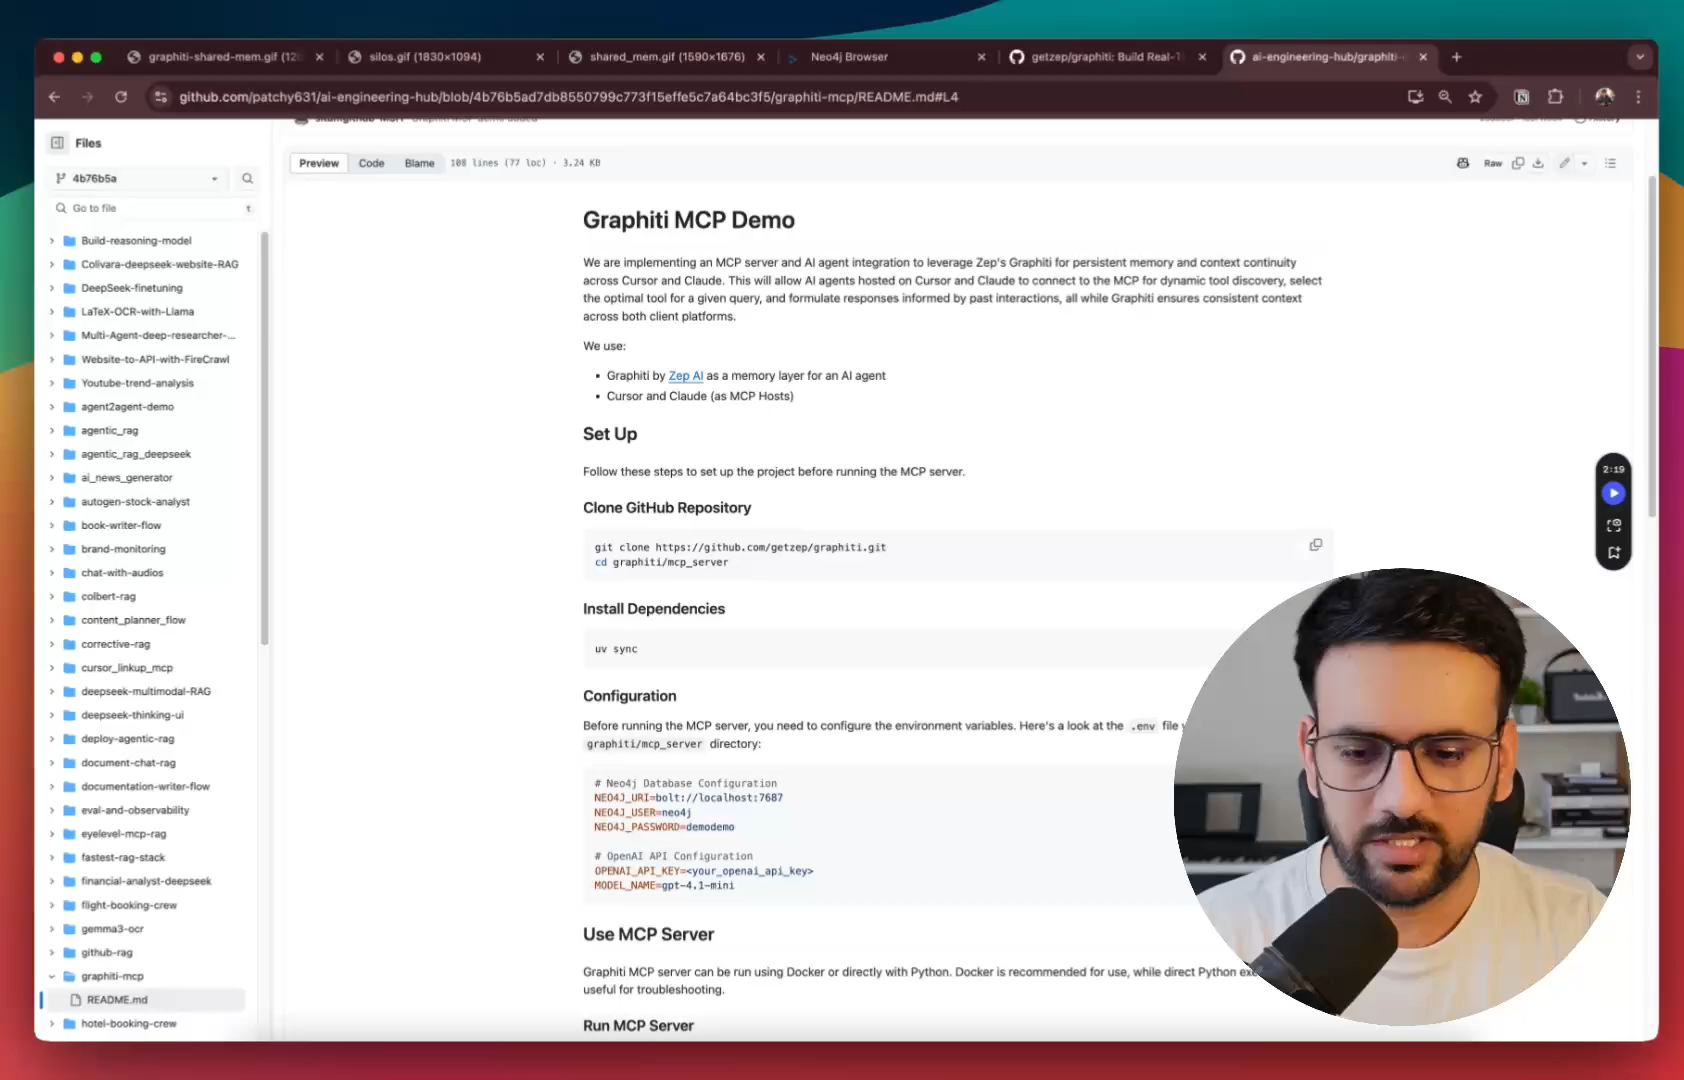 graphiti-shared-mem.gif (12
silos.gif (1830×1094)
shared_mem.gif (1590×1676)
Neo4j Browser
getzep/graphiti: Build Real-T
ai-engineering-hub/graphiti-
github.com/patchy631/ai-engineering-hub/blob/4b76b5ad7db8550799c773f15effe5c7a64bc3f5/graphiti-mcp/README.md#L4
Files
4b76b5a
Go to file
t
Build-reasoning-model
Colivara-deepseek-website-RAG
DeepSeek-finetuning
LaTeX-OCR-with-Llama
Multi-Agent-deep-researcher-...
Website-to-API-with-FireCrawl
Youtube-trend-analysis
agent2agent-demo
agentic_rag
agentic_rag_deepseek
ai_news_generator
autogen-stock-analyst
book-writer-flow
brand-monitoring
chat-with-audios
colbert-rag
content_planner_flow
corrective-rag
cursor_linkup_mcp
deepseek-multimodal-RAG
deepseek-thinking-ui
deploy-agentic-rag
document-chat-rag
documentation-writer-flow
eval-and-observability
eyelevel-mcp-rag
fastest-rag-stack
financial-analyst-deepseek
flight-booking-crew
gemma3-ocr
github-rag
graphiti-mcp
README.md
hotel-booking-crew
Preview Code Blame 108 lines (77 loc) · 3.24 KB
Raw
Graphiti MCP Demo
We are implementing an MCP server and AI agent integration to leverage Zep's Graphiti for persistent memory and context continuity
across Cursor and Claude. This will allow AI agents hosted on Cursor and Claude to connect to the MCP for dynamic tool discovery, select
the optimal tool for a given query, and formulate responses informed by past interactions, all while Graphiti ensures consistent context
across both client platforms.
We use:
• Graphiti by Zep AI as a memory layer for an AI agent
• Cursor and Claude (as MCP Hosts)
Set Up
Follow these steps to set up the project before running the MCP server.
Clone GitHub Repository
git clone https://github.com/getzep/graphiti.git
cd graphiti/mcp_server
Install Dependencies
uv sync
Configuration
Before running the MCP server, you need to configure the environment variables. Here's a look at the .env file
graphiti/mcp_server directory:
# Neo4j Database Configuration
NEO4J_URI=bolt://localhost:7687
NEO4J_USER=neo4j
NEO4J_PASSWORD=demodemo
# OpenAI API Configuration
OPENAI_API_KEY=<your_openai_api_key>
MODEL_NAME=gpt-4.1-mini
Use MCP Server
Graphiti MCP server can be run using Docker or directly with Python. Docker is recommended for use, while direct Python exe
useful for troubleshooting.
Run MCP Server
2:19